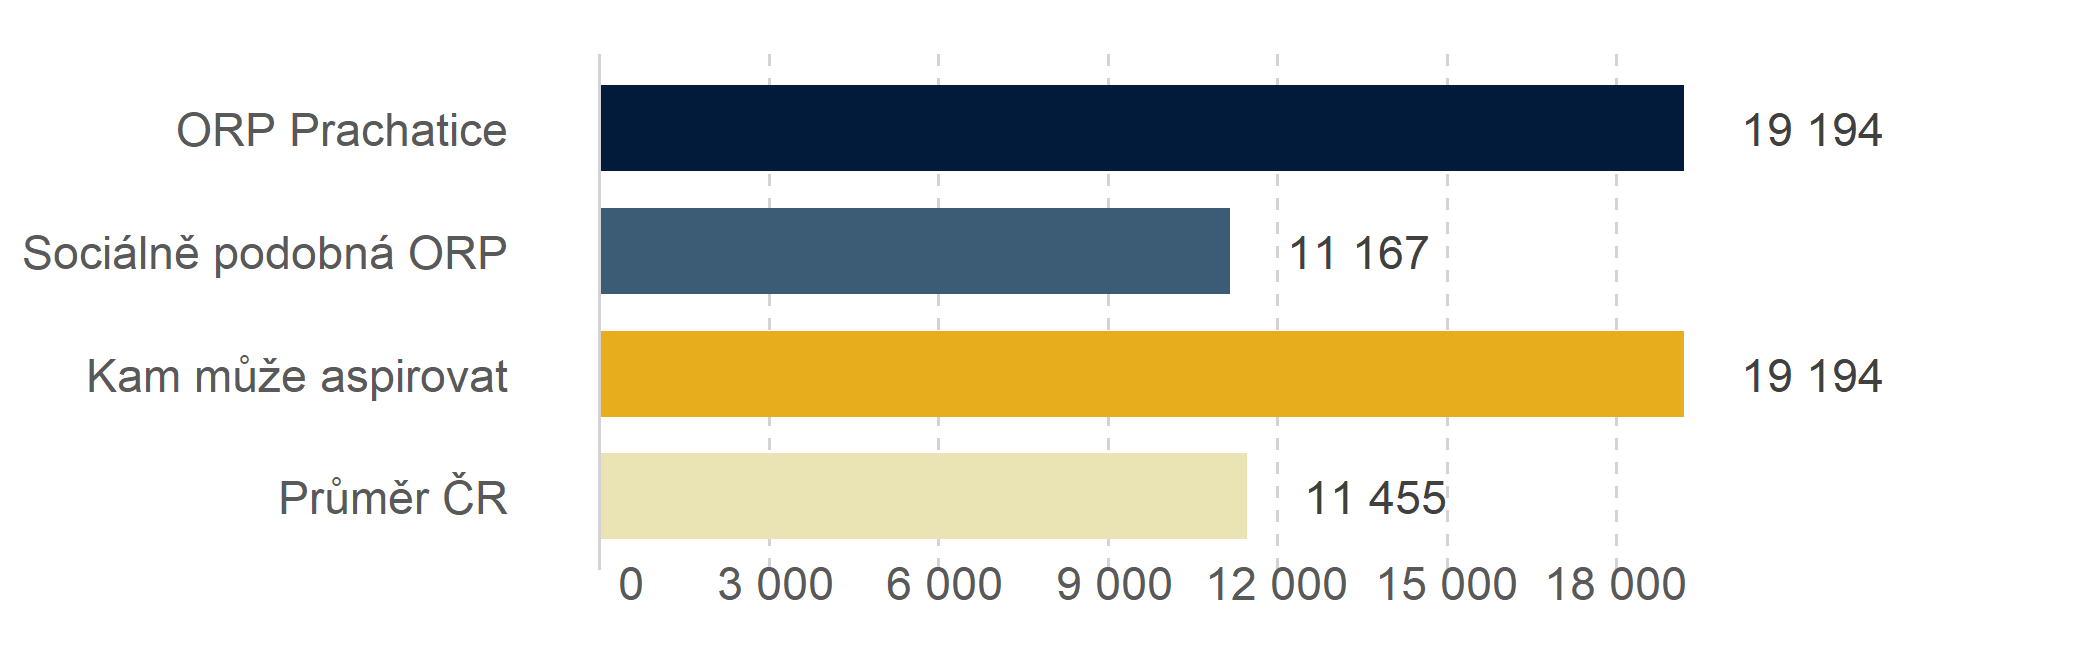 ORP Prachatice 19 194
Sociálně podobná ORP 11 167
Kam může aspirovat 19 194
Průměr ČR 11 455
0 3 000 6 000 9 000 12 000 15 000 18 000